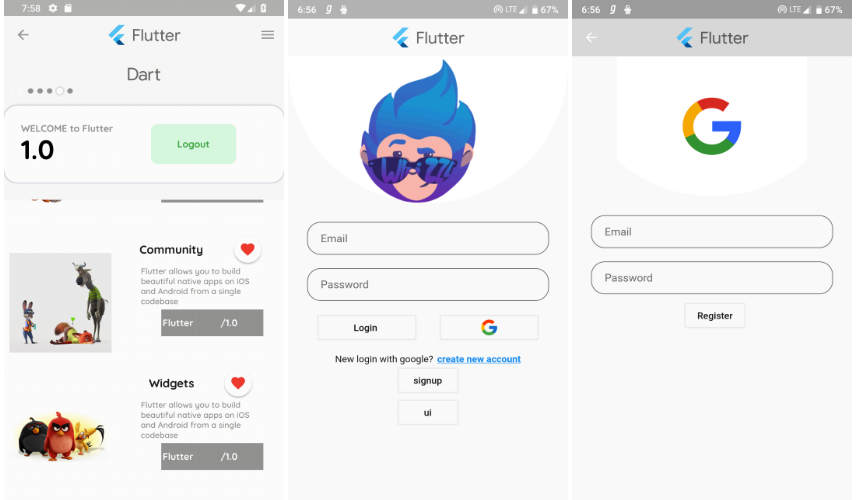 7:58
Flutter
Dart
WELCOME to Flutter
1.0
Logout
Community
Flutter allows you to build
beautiful native apps on iOS
and Android from a single
codebase
Flutter /1.0
Widgets
Flutter allows you to build
beautiful native apps on iOS
and Android from a single
codebase
Flutter /1.0
6:56 g LTE 67%
Flutter
Whizzy
Email
Password
Login
New login with google? create new account
signup
ui
6:56 g LTE 67%
Flutter
G
Email
Password
Register